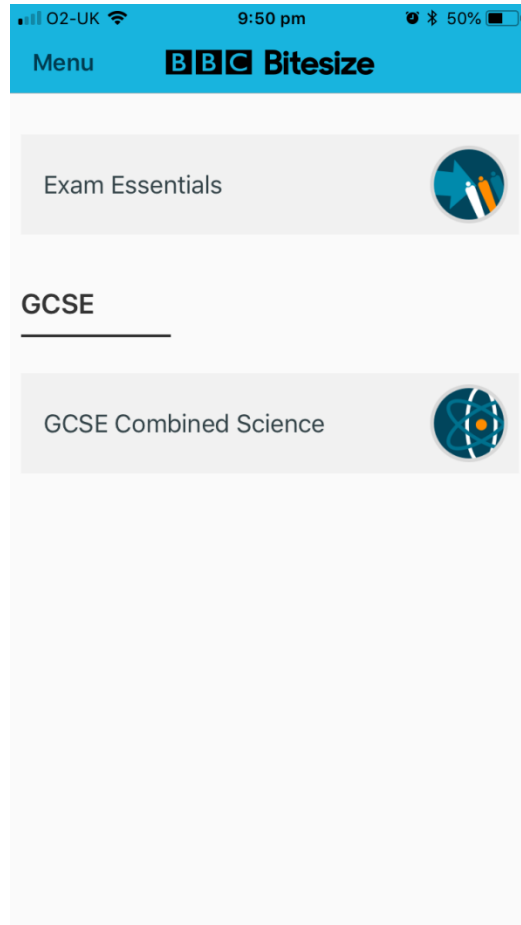 O2-UK 9:50 pm 50%
Menu BBC Bitesize
Exam Essentials
GCSE
GCSE Combined Science